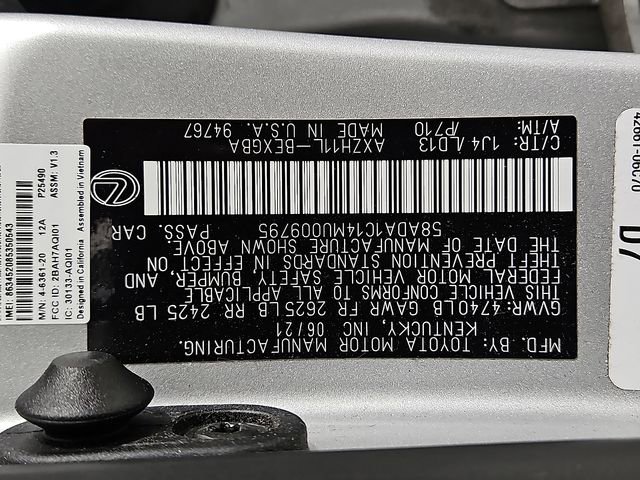 MFD. BY: TOYOTA MOTOR MANUFACTURING,
KENTUCKY, INC 06/21
GVWR: 4740LB GAWR FR 2625 LB RR 2425 LB
THIS VEHICLE CONFORMS TO ALL APPLICABLE
FEDERAL MOTOR VEHICLE SAFETY, BUMPER,
AND THEFT PREVENTION STANDARDS IN EFFECT ON
THE DATE OF MANUFACTURE SHOWN ABOVE.
58ADA1C14MU009795 PASS. CAR
C/TR: 1J4/LD13 AXZH11L-BEXGBA
A/TM: /P710 MADE IN U.S.A. 94767
IMEI: 863452053350543
M/N: 4-6361-20 12A P25490
FCC ID: 2BAH7AQI01 ASSM: V1.3
IC: 30133-AQI01
Designed in California Assembled in Vietnam
42661-06C70
D7